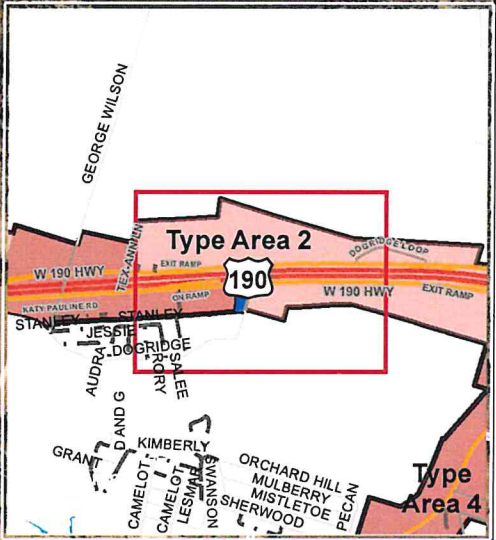 GEORGE WILSON
TEX-ANN LN
Type Area 2
DOGRIDGE LOOP
W 190 HWY
EXIT RAMP
190
ON RAMP
W 190 HWY
EXIT RAMP
KATY PAULINE RD
STANLEY
STANLEY
JESSIE
DOGRIDGE
AUDRA
RORY
SALEE
D AND G
GRANT
KIMBERLY
CAMELOT
CAMELOT
LESMAR
SWANSON
ORCHARD HILL
MULBERRY
MISTLETOE
SHERWOOD
PECAN
Type
Area 4